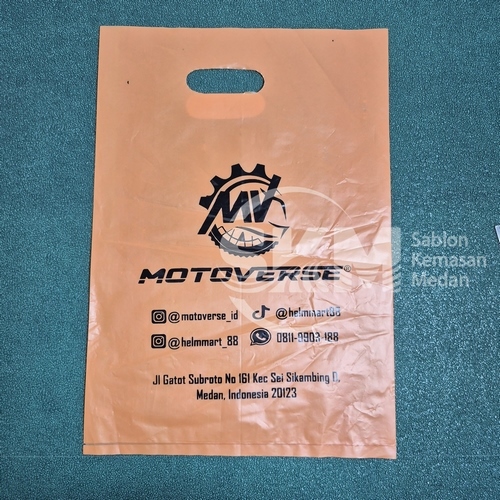 MV
MOTOVERSE®
@motoverse_id @helmmart88
@helmmart_88 0811-9903-188
Jl Gatot Subroto No 161 Kec Sei Sikambing D,
Medan, Indonesia 20123
Sablon
Kemasan
Medan